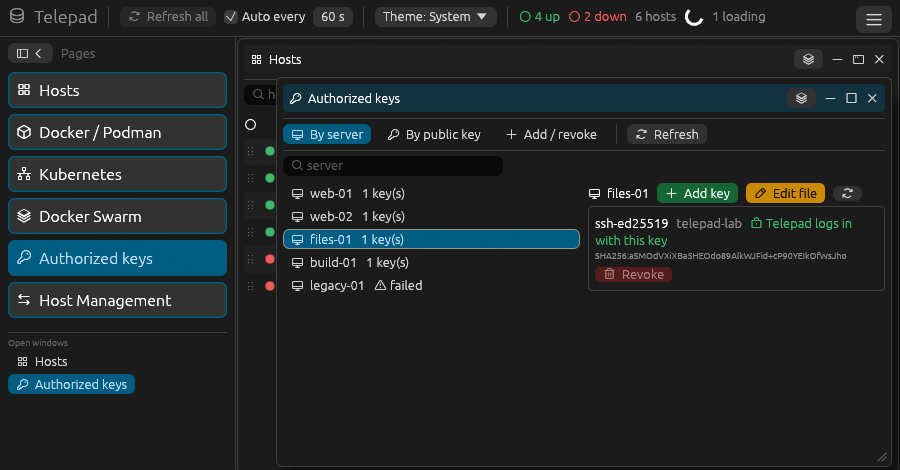 Telepad
Refresh all
Auto every
60 s
Theme: System
4 up
2 down
6 hosts
1 loading
Pages
Hosts
Docker / Podman
Kubernetes
Docker Swarm
Authorized keys
Host Management
Open windows
Hosts
Authorized keys
Hosts
h
Authorized keys
By server
By public key
Add / revoke
Refresh
server
web-01 1 key(s)
web-02 1 key(s)
files-01 1 key(s)
build-01 1 key(s)
legacy-01 failed
files-01
Add key
Edit file
ssh-ed25519 telepad-lab Telepad logs in
with this key
Revoke